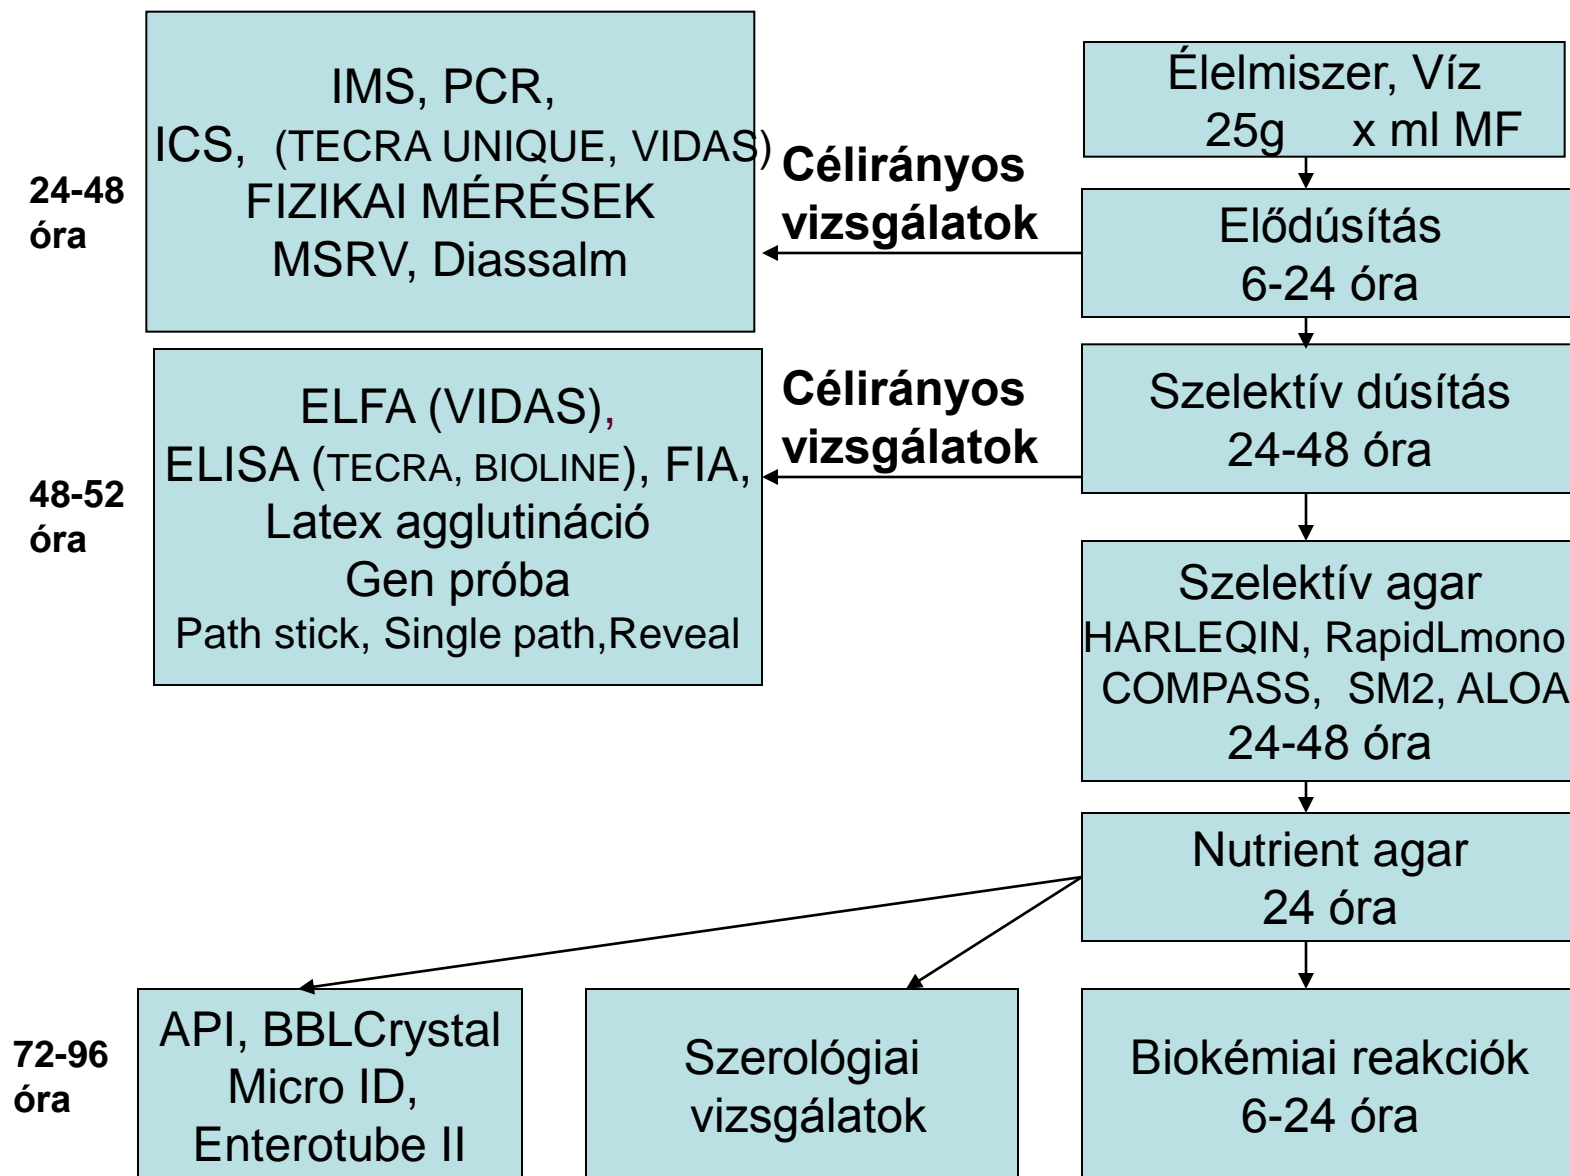 IMS, PCR,
ICS, (TECRA UNIQUE, VIDAS)
FIZIKAI MÉRÉSEK
MSRV, Diassalm
24-48
óra
Célirányos
vizsgálatok
Élelmiszer, Víz
25g x ml MF
Elődúsítás
6-24 óra
ELFA (VIDAS),
ELISA (TECRA, BIOLINE), FIA,
Latex agglutináció
Gen próba
Path stick, Single path,Reveal
48-52
óra
Célirányos
vizsgálatok
Szelektív dúsítás
24-48 óra
Szelektív agar
HARLEQIN, RapidLmono
COMPASS, SM2, ALOA
24-48 óra
Nutrient agar
24 óra
72-96
óra
API, BBLCrystal
Micro ID,
Enterotube II
Szerológiai
vizsgálatok
Biokémiai reakciók
6-24 óra